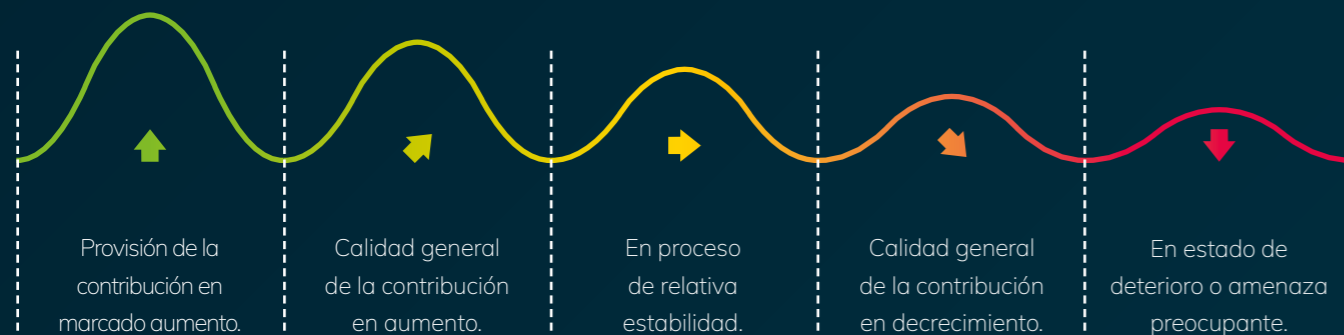 Provisión de la
contribución en
marcado aumento.
Calidad general
de la contribución
en aumento.
En proceso
de relativa
estabilidad.
Calidad general
de la contribución
en decrecimiento.
En estado de
deterioro o amenaza
preocupante.